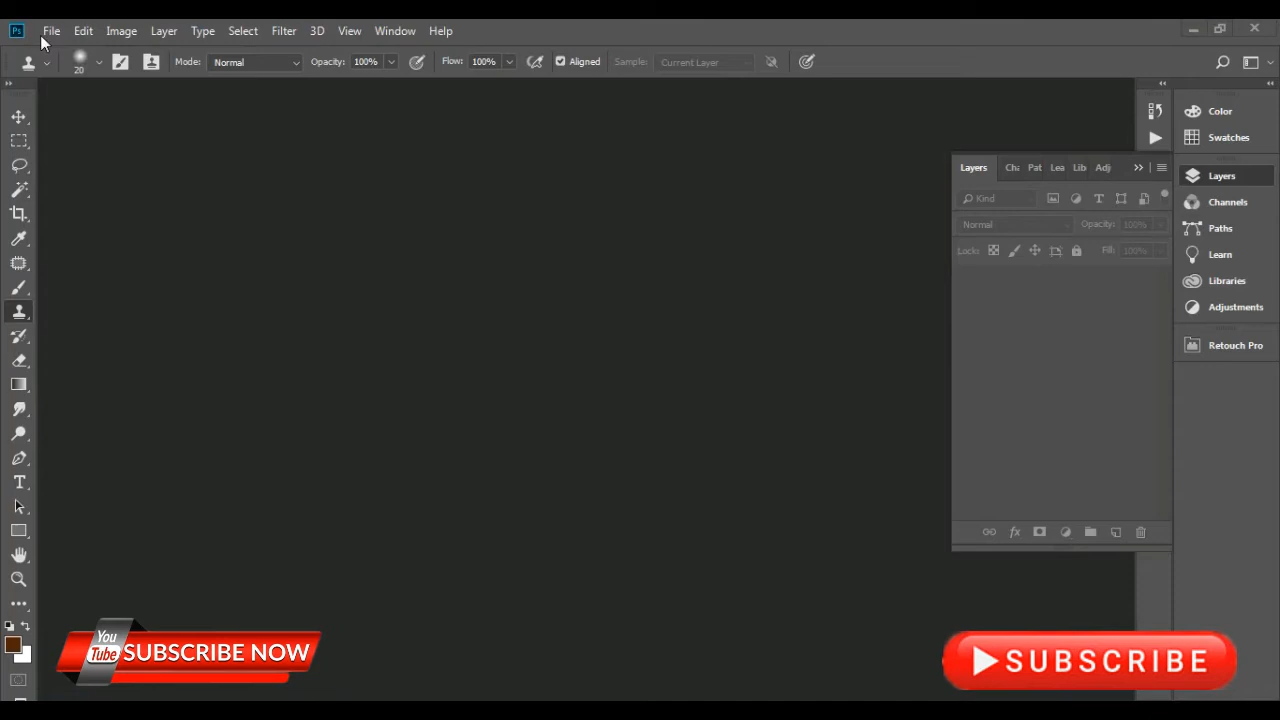 Ps File Edit Image Layer Type Select Filter 3D View Window Help
20 Mode: Normal Opacity: 100% Flow: 100% Aligned Sample: Current Layer
Color
Swatches
Layers Cha Pat Lea Lib Adj
Layers
Kind
Channels
Normal Opacity: 100%
Paths
Lock: Fill: 100%
Learn
Libraries
Adjustments
Retouch Pro
You Tube SUBSCRIBE NOW
SUBSCRIBE